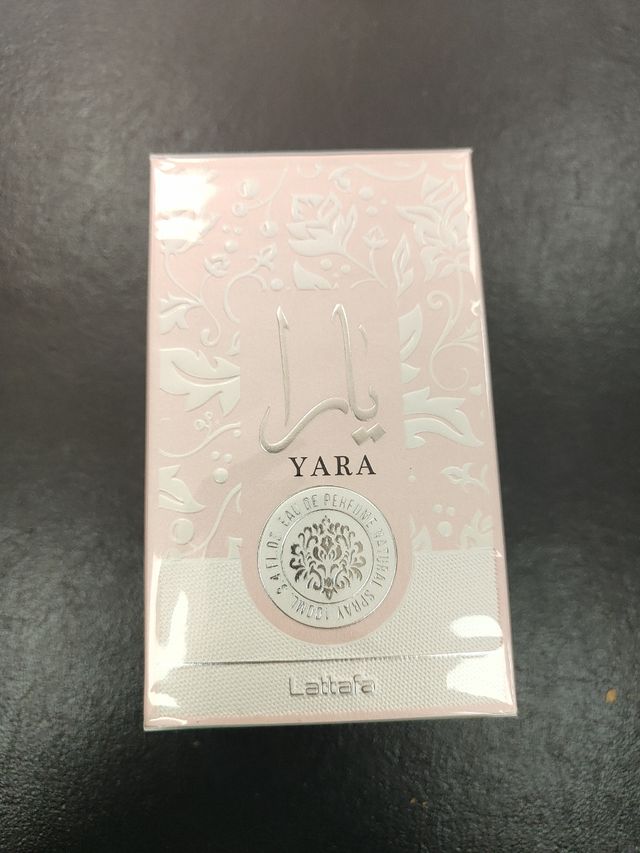 يارا
YARA
EAU DE PERFUME NATURAL SPRAY 100ML 3.4 FL.OZ
Lattafa